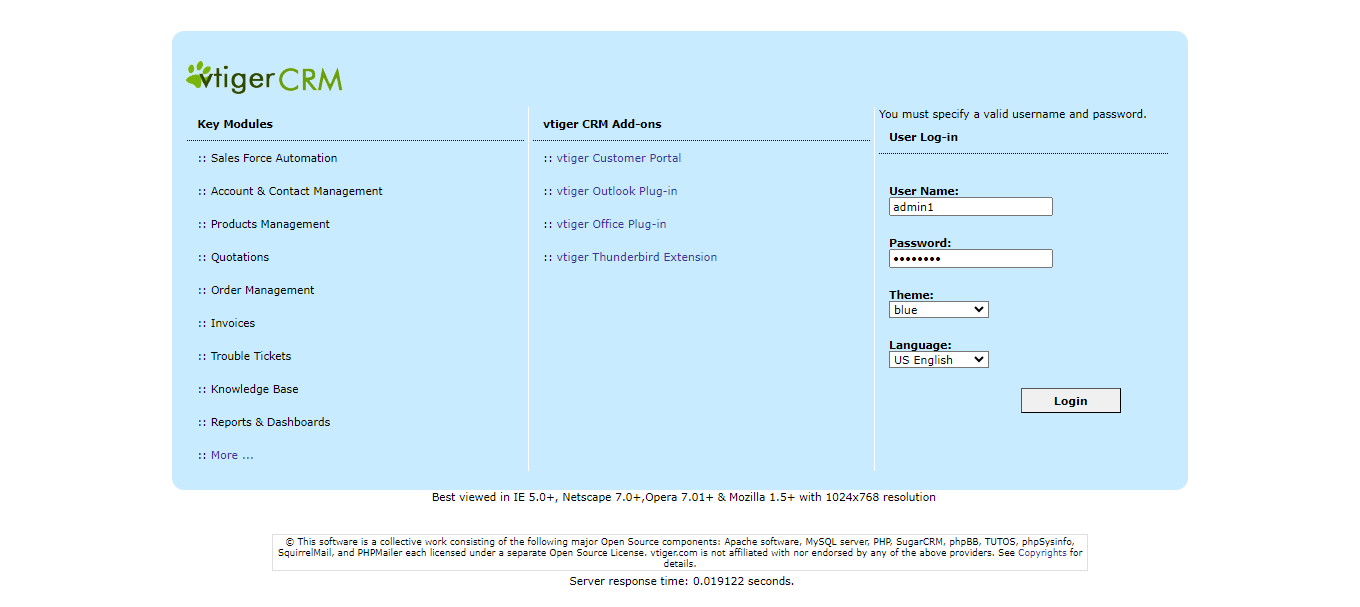 vtiger CRM
Key Modules
:: Sales Force Automation
:: Account & Contact Management
:: Products Management
:: Quotations
:: Order Management
:: Invoices
:: Trouble Tickets
:: Knowledge Base
:: Reports & Dashboards
:: More ...
vtiger CRM Add-ons
:: vtiger Customer Portal
:: vtiger Outlook Plug-in
:: vtiger Office Plug-in
:: vtiger Thunderbird Extension
You must specify a valid username and password.
User Log-in
User Name:
admin1
Password:
••••••••
Theme:
blue
Language:
US English
Login
Best viewed in IE 5.0+, Netscape 7.0+,Opera 7.01+ & Mozilla 1.5+ with 1024x768 resolution
© This software is a collective work consisting of the following major Open Source components: Apache software, MySQL server, PHP, SugarCRM, phpBB, TUTOS, phpSysinfo,
SquirrelMail, and PHPMailer each licensed under a separate Open Source License. vtiger.com is not affiliated with nor endorsed by any of the above providers. See Copyrights for
details.
Server response time: 0.019122 seconds.